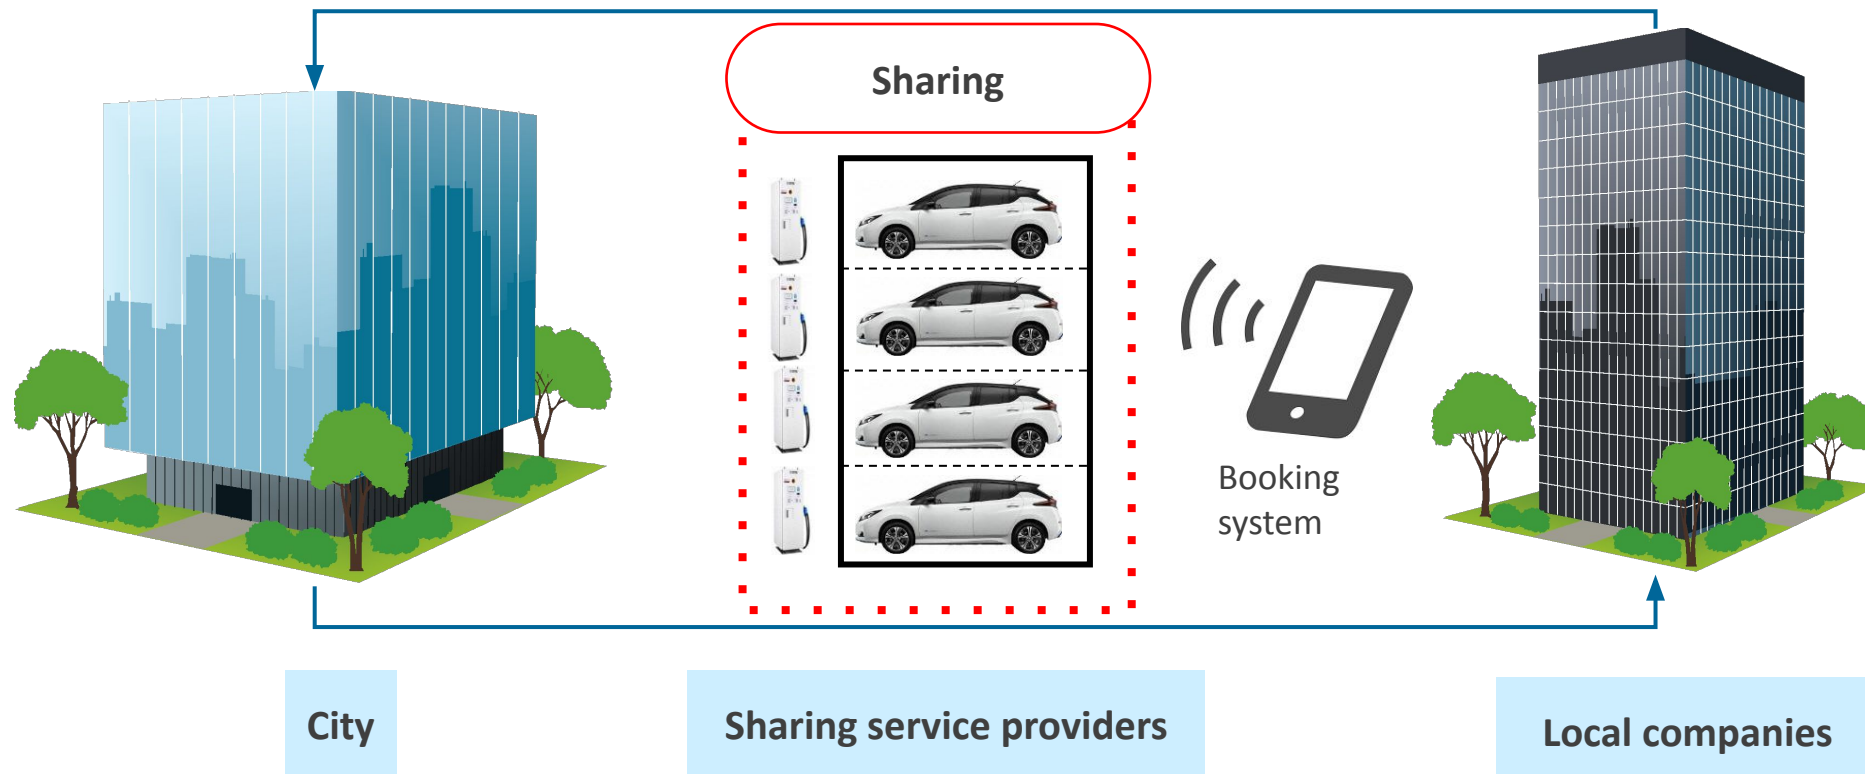 Sharing
Booking
system
City
Sharing service providers
Local companies